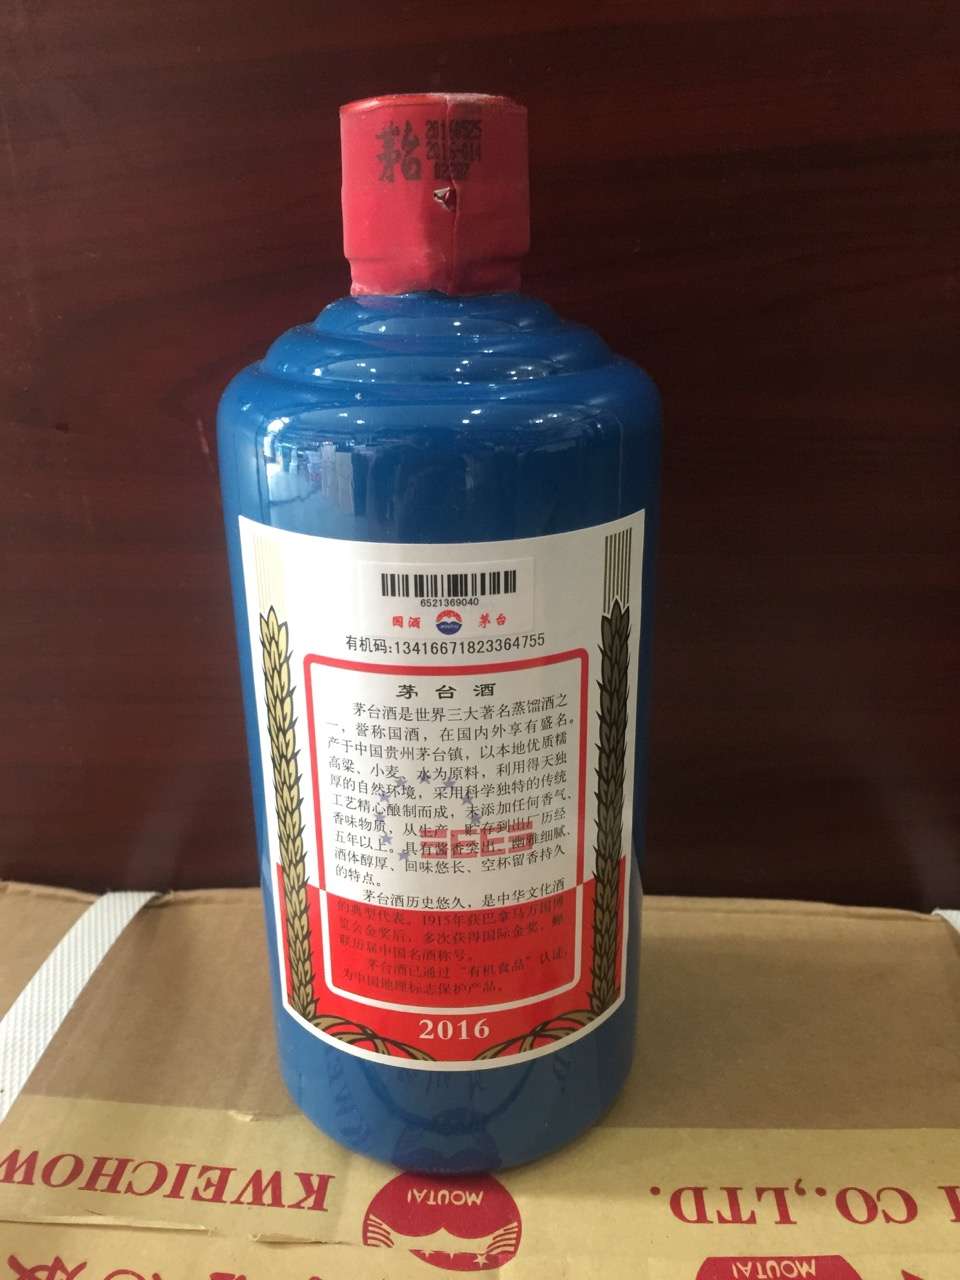 茅台
20160525
2015-014
02307
6521369040
国酒
MOUTAI
茅台
有机码:13416671823364755
茅台酒
茅台酒是世界三大著名蒸馏酒之
一，誉称国酒，在国内外享有盛名。
产于中国贵州茅台镇，以本地优质糯
高粱、小麦、水为原料，利用得天独
厚的自然环境，采用科学独特的传统
工艺精心酿制而成，未添加任何香气、
香味物质，从生产、贮存到出厂历经
五年以上。具有酱香突出、幽雅细腻、
酒体醇厚、回味悠长、空杯留香持久
的特点。
茅台酒历史悠久，是中华文化酒
的典型代表。1915年获巴拿马万国博
览会金奖后，多次获得国际金奖，蝉
联历届中国名酒称号。
茅台酒已通过“有机食品”认证，
为中国地理标志保护产品。
2016
KWEICHOW
MOUTAI
I CO.,LTD.
MOUTAI